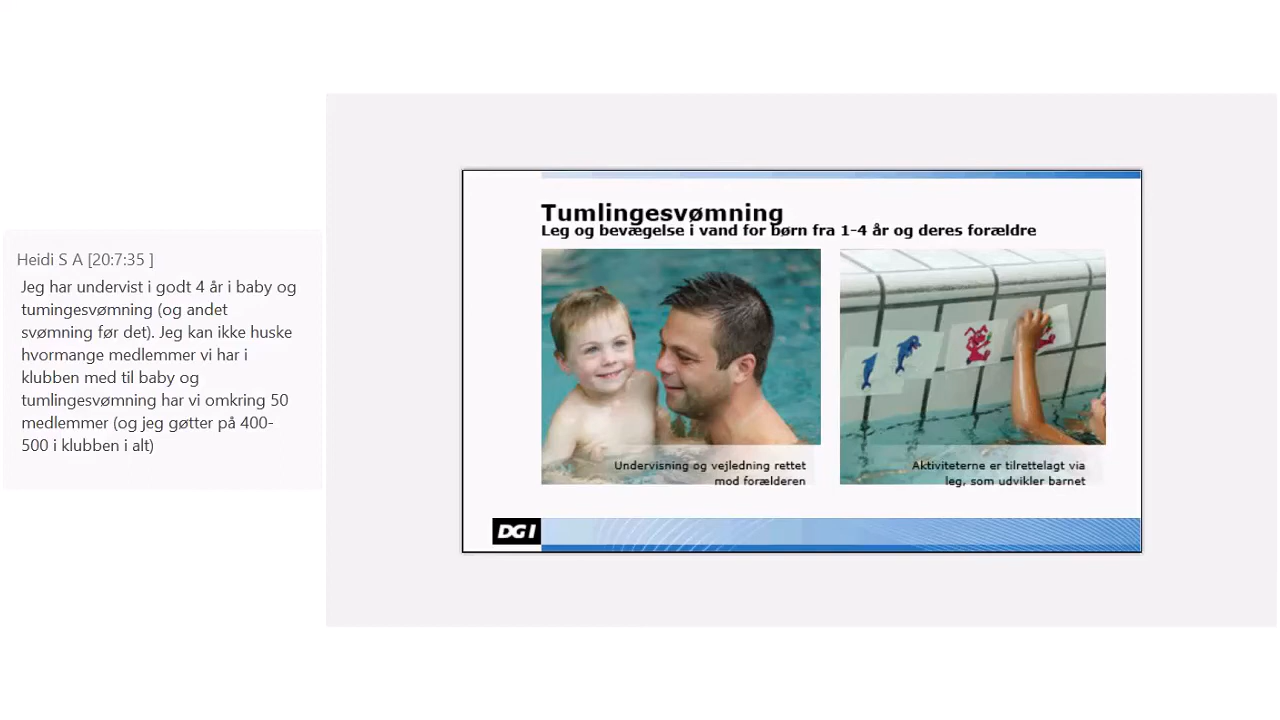 Heidi S A [20:7:35 ]
Jeg har undervist i godt 4 år i baby og
tumingesvømning (og andet
svømning før det). Jeg kan ikke huske
hvormange medlemmer vi har i
klubben med til baby og
tumlingesvømning har vi omkring 50
medlemmer (og jeg gøtter på 400-
500 i klubben i alt)
Tumlingesvømning
Leg og bevægelse i vand for børn fra 1-4 år og deres forældre
Undervisning og vejledning rettet
mod forælderen
Aktiviteterne er tilrettelagt via
leg, som udvikler barnet
DGI